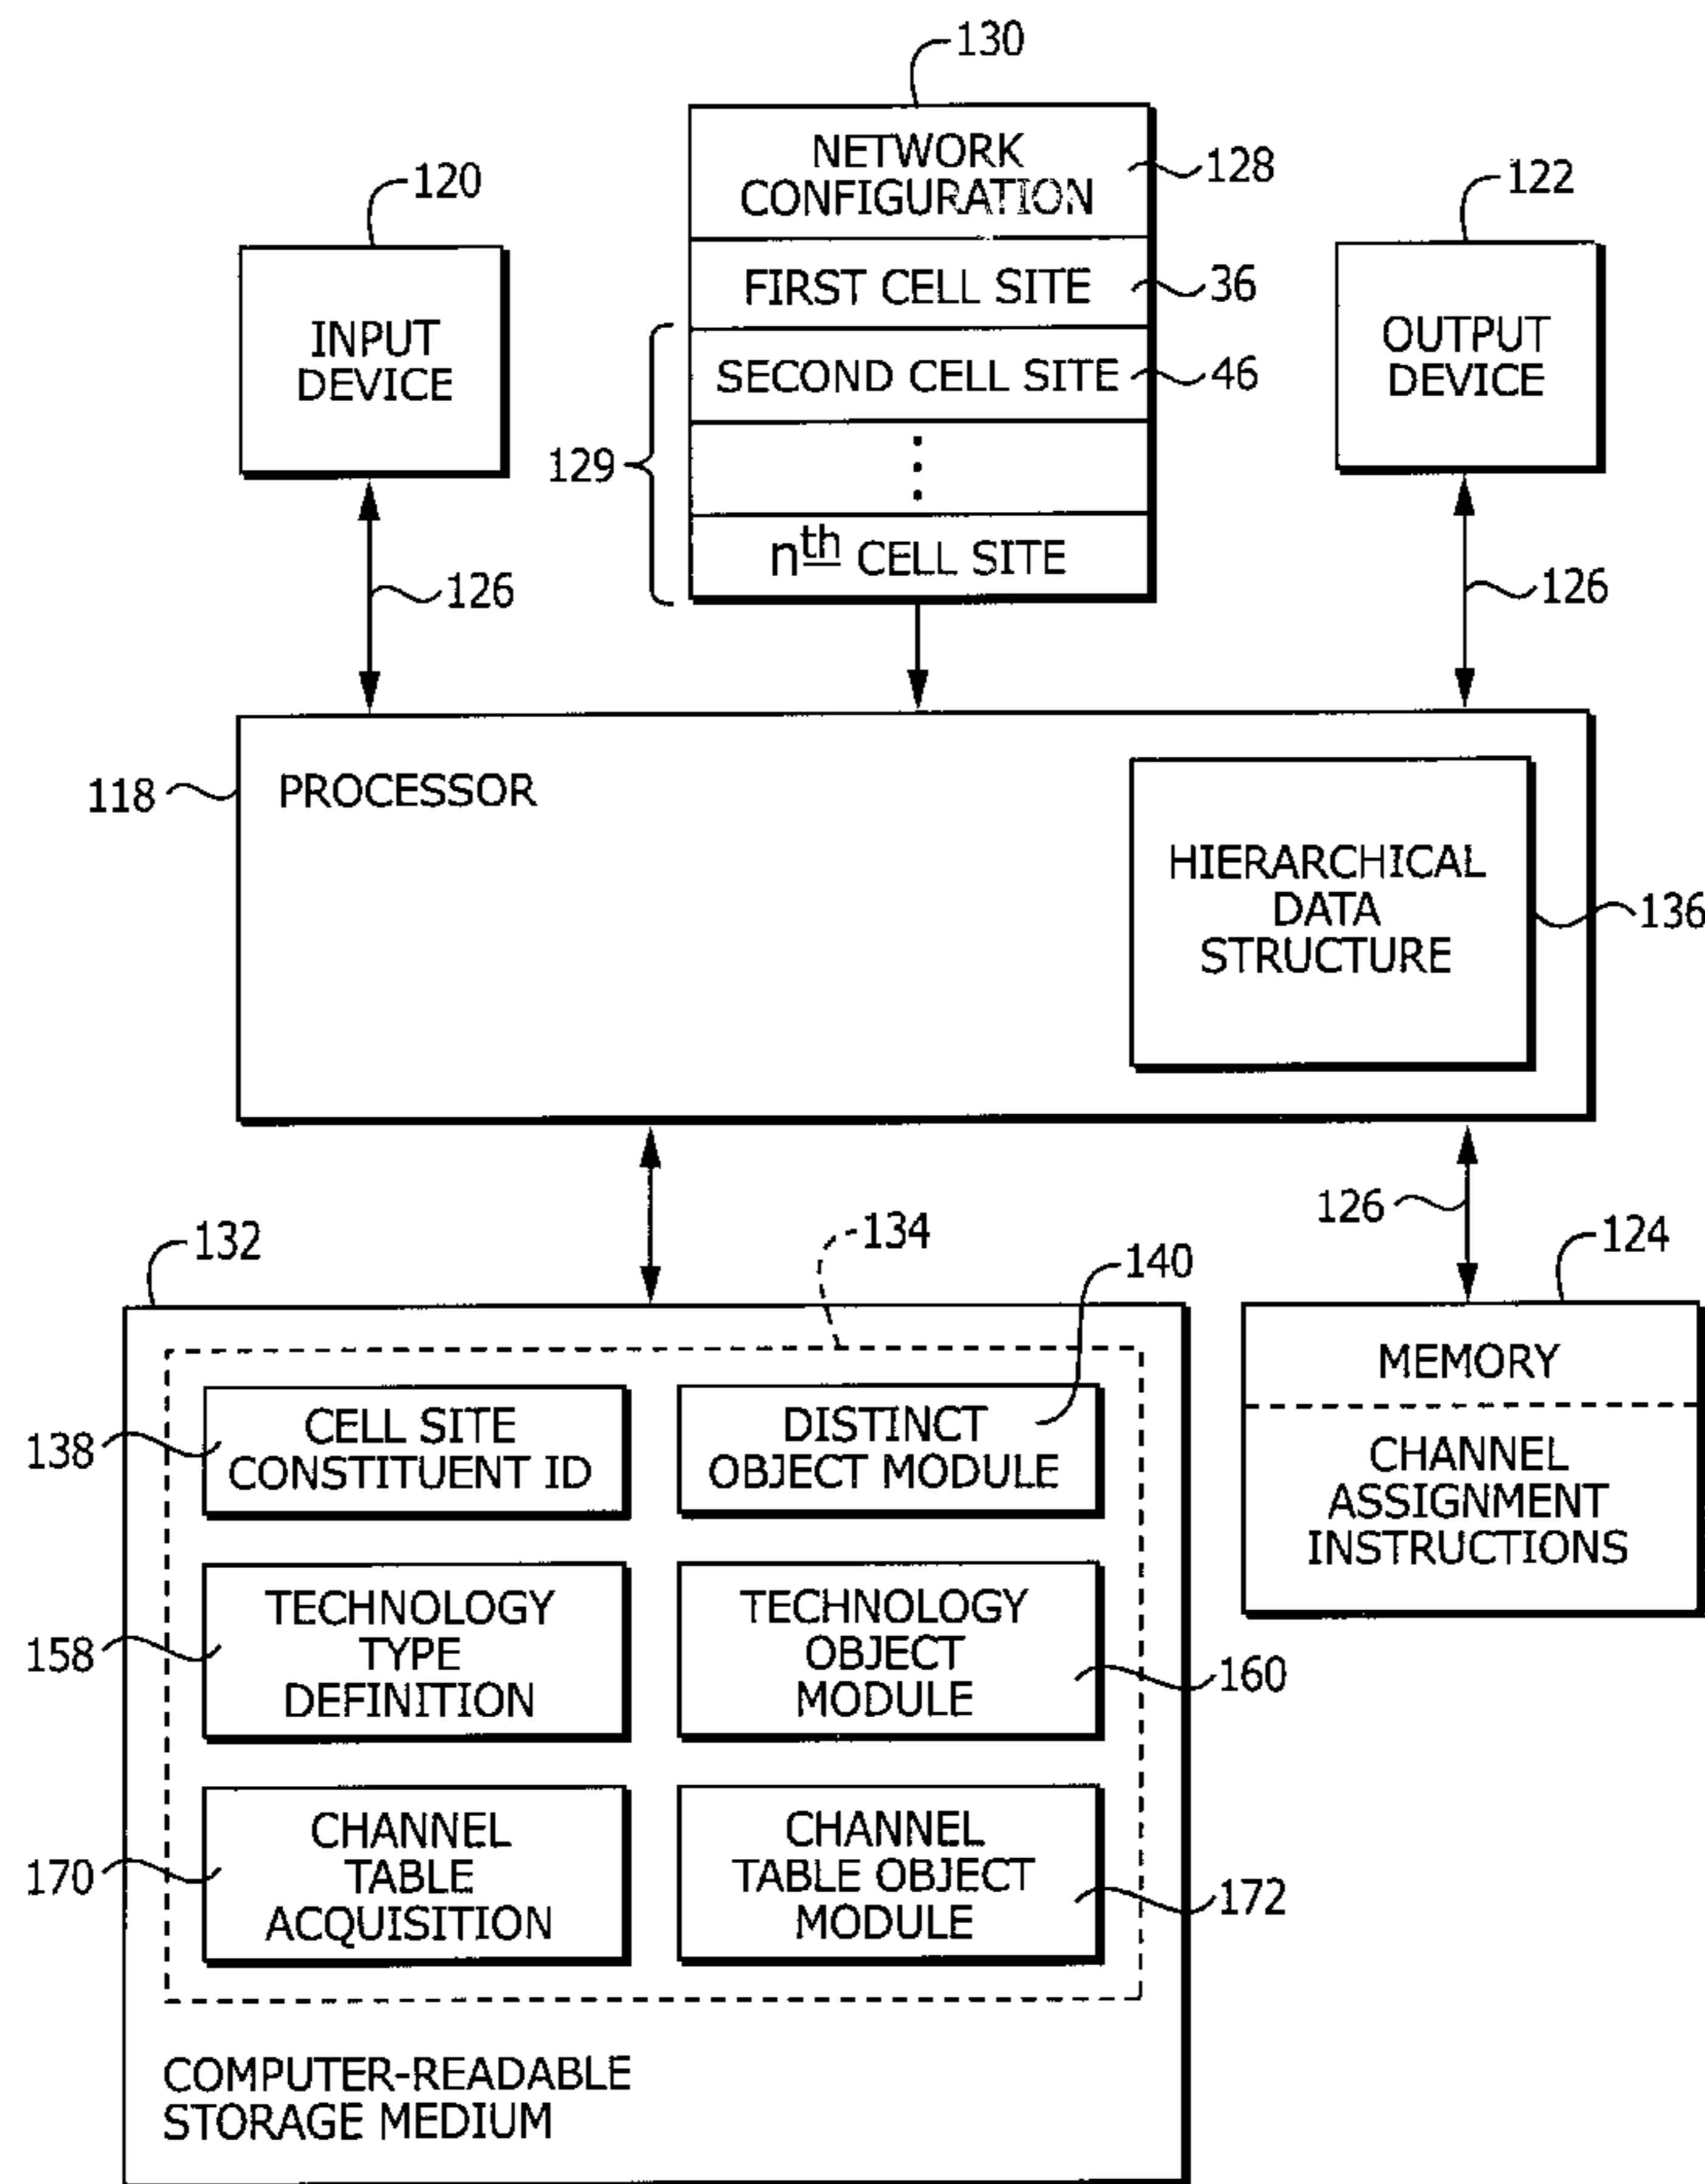 130
NETWORK
CONFIGURATION
128
120
122
FIRST CELL SITE
36
INPUT
DEVICE
SECOND CELL SITE
46
OUTPUT
DEVICE
129
nth CELL SITE
126
126
118
PROCESSOR
HIERARCHICAL
DATA
STRUCTURE
136
132
134
140
126
124
138
CELL SITE
CONSTITUENT ID
DISTINCT
OBJECT MODULE
MEMORY
CHANNEL
ASSIGNMENT
INSTRUCTIONS
158
TECHNOLOGY
TYPE
DEFINITION
TECHNOLOGY
OBJECT
MODULE
160
170
CHANNEL
TABLE
ACQUISITION
CHANNEL
TABLE OBJECT
MODULE
172
COMPUTER-READABLE
STORAGE MEDIUM